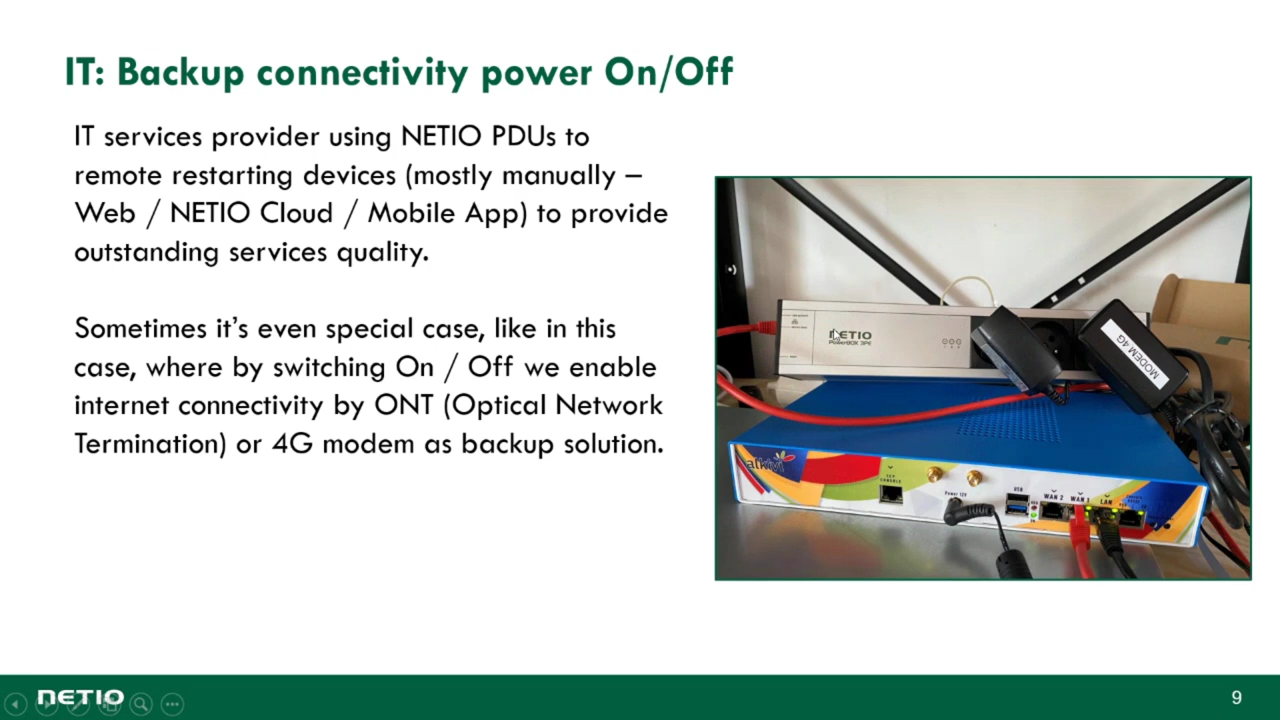 IT: Backup connectivity power On/Off
IT services provider using NETIO PDUs to
remote restarting devices (mostly manually –
Web / NETIO Cloud / Mobile App) to provide
outstanding services quality.
Sometimes it's even special case, like in this
case, where by switching On / Off we enable
internet connectivity by ONT (Optical Network
Termination) or 4G modem as backup solution.
NETIO
PowerBOX 3PE
MODEM 4G
alkivi
CONSOLE
Power 12V
USB
WAN 2
WAN 1
LAN
NETIO
9